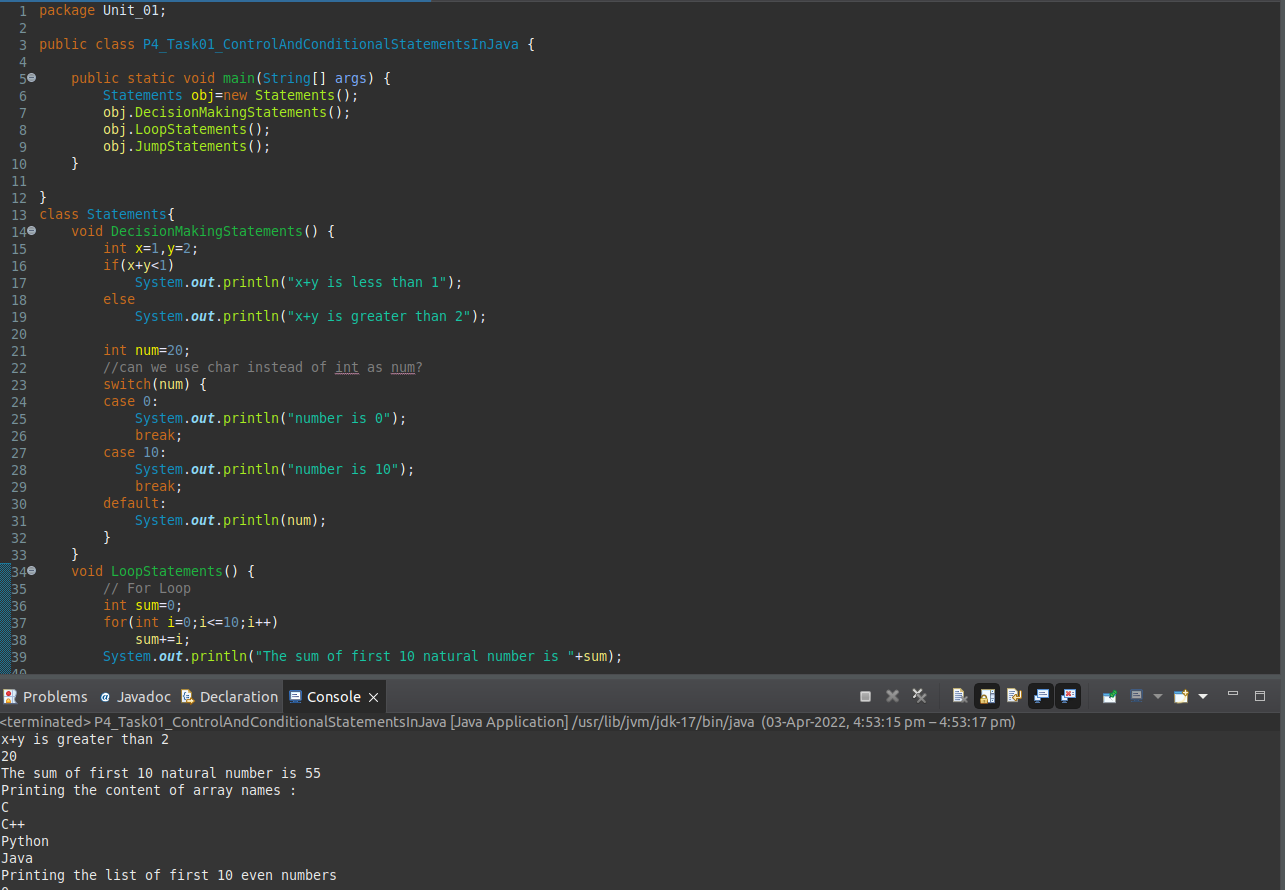 1 package Unit_01;
2
3 public class P4_Task01_ControlAndConditionalStatementsInJava {
4
5 public static void main(String[] args) {
6 Statements obj=new Statements();
7 obj.DecisionMakingStatements();
8 obj.LoopStatements();
9 obj.JumpStatements();
10 }
11
12 }
13 class Statements{
14 void DecisionMakingStatements() {
15 int x=1,y=2;
16 if(x+y<1)
17 System.out.println("x+y is less than 1");
18 else
19 System.out.println("x+y is greater than 2");
20
21 int num=20;
22 //can we use char instead of int as num?
23 switch(num) {
24 case 0:
25 System.out.println("number is 0");
26 break;
27 case 10:
28 System.out.println("number is 10");
29 break;
30 default:
31 System.out.println(num);
32 }
33 }
34 void LoopStatements() {
35 // For Loop
36 int sum=0;
37 for(int i=0;i<=10;i++)
38 sum+=i;
39 System.out.println("The sum of first 10 natural number is "+sum);
40
Problems Javadoc Declaration Console
<terminated> P4_Task01_ControlAndConditionalStatementsInJava [Java Application] /usr/lib/jvm/jdk-17/bin/java (03-Apr-2022, 4:53:15 pm – 4:53:17 pm)
x+y is greater than 2
20
The sum of first 10 natural number is 55
Printing the content of array names :
C
C++
Python
Java
Printing the list of first 10 even numbers